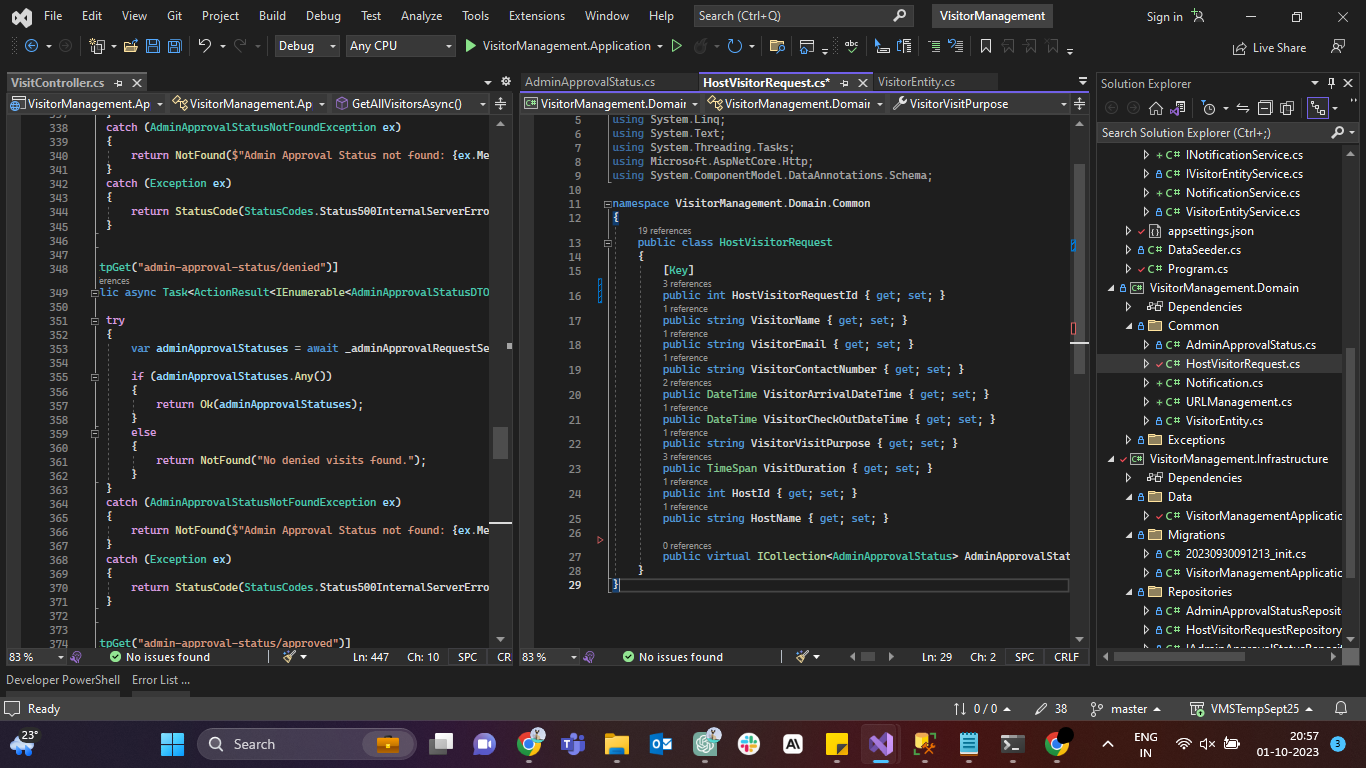 File Edit View Git Project Build Debug Test Analyze Tools Extensions Window Help Search (Ctrl+Q) VisitorManagement Sign in
Debug Any CPU VisitorManagement.Application Live Share
VisitController.cs
VisitorManagement.Ap VisitorManagement.Ap GetAllVisitorsAsync()
338 catch (AdminApprovalStatusNotFoundException ex)
339 {
340 return NotFound($"Admin Approval Status not found: {ex.Me
341 }
342 catch (Exception ex)
343 {
344 return StatusCode(StatusCodes.Status500InternalServerErro
345 }
346
347
348 tpGet("admin-approval-status/denied")]
erences
349 lic async Task<ActionResult<IEnumerable<AdminApprovalStatusDTO
350
351 try
352 {
353 var adminApprovalStatuses = await _adminApprovalRequestSe
354
355 if (adminApprovalStatuses.Any())
356 {
357 return Ok(adminApprovalStatuses);
358 }
359 else
360 {
361 return NotFound("No denied visits found.");
362 }
363 }
364 catch (AdminApprovalStatusNotFoundException ex)
365 {
366 return NotFound($"Admin Approval Status not found: {ex.Me
367 }
368 catch (Exception ex)
369 {
370 return StatusCode(StatusCodes.Status500InternalServerErro
371 }
372
373
374 tpGet("admin-approval-status/approved")]
83 % No issues found Ln: 447 Ch: 10 SPC CR
AdminApprovalStatus.cs HostVisitorRequest.cs* VisitorEntity.cs
VisitorManagement.Domain VisitorManagement.Domain VisitorVisitPurpose
5 using System.Linq;
6 using System.Text;
7 using System.Threading.Tasks;
8 using Microsoft.AspNetCore.Http;
9 using System.ComponentModel.DataAnnotations.Schema;
10
11 namespace VisitorManagement.Domain.Common
12 {
19 references
13 public class HostVisitorRequest
14 {
15 [Key]
3 references
16 public int HostVisitorRequestId { get; set; }
1 reference
17 public string VisitorName { get; set; }
1 reference
18 public string VisitorEmail { get; set; }
1 reference
19 public string VisitorContactNumber { get; set; }
2 references
20 public DateTime VisitorArrivalDateTime { get; set; }
1 reference
21 public DateTime VisitorCheckOutDateTime { get; set; }
1 reference
22 public string VisitorVisitPurpose { get; set; }
3 references
23 public TimeSpan VisitDuration { get; set; }
1 reference
24 public int HostId { get; set; }
1 reference
25 public string HostName { get; set; }
26
0 references
27 public virtual ICollection<AdminApprovalStatus> AdminApprovalStat
28 }
29 }
83 % No issues found Ln: 29 Ch: 2 SPC CRLF
Solution Explorer
Search Solution Explorer (Ctrl+;)
C# INotificationService.cs
C# IVisitorEntityService.cs
C# NotificationService.cs
C# VisitorEntityService.cs
appsettings.json
C# DataSeeder.cs
C# Program.cs
VisitorManagement.Domain
Dependencies
Common
C# AdminApprovalStatus.cs
C# HostVisitorRequest.cs
C# Notification.cs
C# URLManagement.cs
C# VisitorEntity.cs
Exceptions
VisitorManagement.Infrastructure
Dependencies
Data
C# VisitorManagementApplicatic
Migrations
C# 20230930091213_init.cs
C# VisitorManagementApplicatic
Repositories
C# AdminApprovalStatusReposit
C# HostVisitorRequestRepository
Developer PowerShell Error List ...
Ready 0 / 0 38 master VMSTempSept25
23° Search ENG
IN
20:57
01-10-2023 3